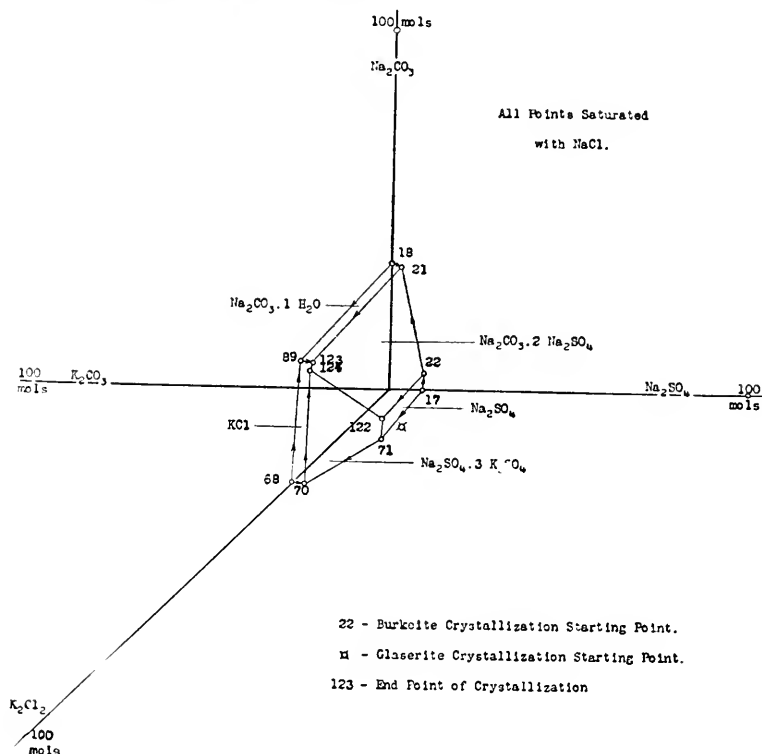 100 mols
Na₂CO₃
All Points Saturated
with NaCl.
18
21
Na₂CO₃.1 H₂O
Na₂CO₃.2 Na₂SO₄
89
123
124
22
100
mols
K₂CO₃
Na₂SO₄
100
mols
17
Na₂SO₄
KCl
122
71
Na₂SO₄.3 K₂SO₄
68
70
22 - Burkeite Crystallization Starting Point.
¤ - Glaserite Crystallization Starting Point.
123 - End Point of Crystallization
K₂Cl₂
100
mols